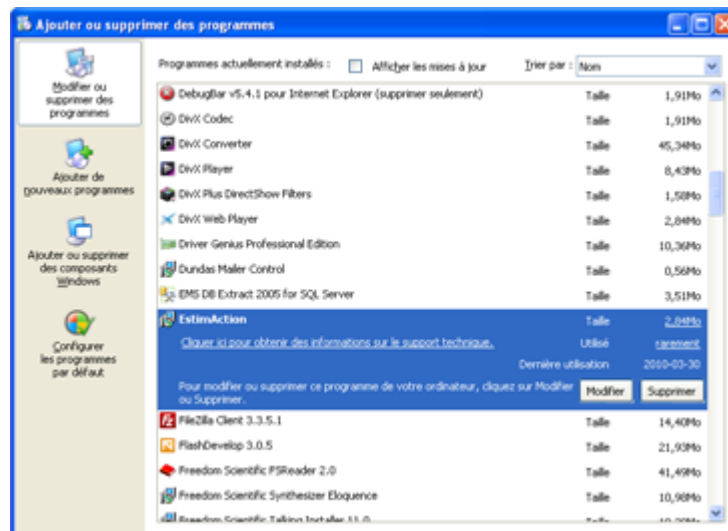 Ajouter ou supprimer des programmes
Modifier ou
supprimer des
programmes
Ajouter de
nouveaux programmes
Ajouter ou supprimer
des composants
Windows
Configurer
les programmes
par défaut
Programmes actuellement installés : Afficher les mises à jour Trier par : Nom
DebugBar v5.4.1 pour Internet Explorer (supprimer seulement) Taille 1,91Mo
DivX Codec Taille 1,91Mo
DivX Converter Taille 45,34Mo
DivX Player Taille 8,43Mo
DivX Plus DirectShow Filters Taille 1,58Mo
DivX Web Player Taille 2,84Mo
Driver Genius Professional Edition Taille 10,36Mo
Dundas Mailer Control Taille 0,56Mo
EMS DB Extract 2005 for SQL Server Taille 3,51Mo
EstimAction Taille 2,84Mo
Cliquer ici pour obtenir des informations sur le support technique. Utilisé rarement
Dernière utilisation 2010-03-30
Pour modifier ou supprimer ce programme de votre ordinateur, cliquez sur Modifier
ou Supprimer. Modifier Supprimer
FileZilla Client 3.3.5.1 Taille 14,40Mo
FlashDevelop 3.0.5 Taille 21,93Mo
Freedom Scientific FSReader 2.0 Taille 41,49Mo
Freedom Scientific Synthesizer Eloquence Taille 10,98Mo
Freedom Scientific Talking Installer 11.0 Taille